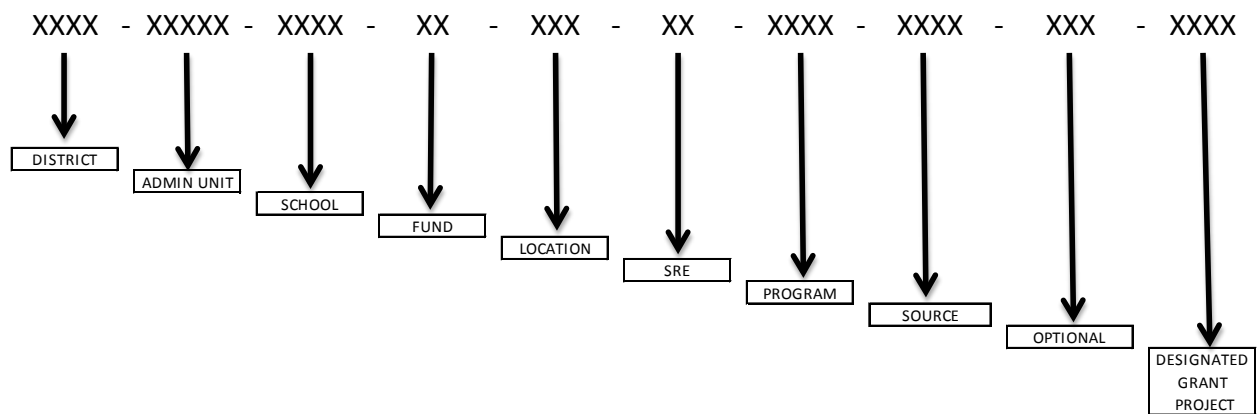 XXXX - XXXXX - XXXX - XX - XXX - XX - XXXX - XXXX - XXX - XXXX
DISTRICT
ADMIN UNIT
SCHOOL
FUND
LOCATION
SRE
PROGRAM
SOURCE
OPTIONAL
DESIGNATED
GRANT
PROJECT